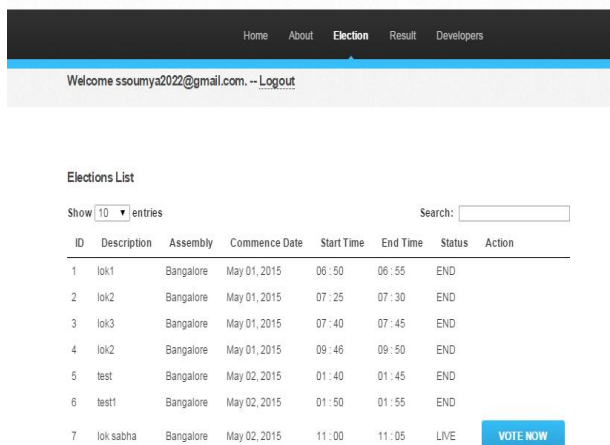 Home About Election Result Developers
Welcome ssoumya2022@gmail.com. -- Logout
Elections List
Show 10 entries Search:
ID Description Assembly Commence Date Start Time End Time Status Action
1 lok1 Bangalore May 01, 2015 06 : 50 06 : 55 END
2 lok2 Bangalore May 01, 2015 07 : 25 07 : 30 END
3 lok3 Bangalore May 01, 2015 07 : 40 07 : 45 END
4 lok2 Bangalore May 01, 2015 09 : 46 09 : 50 END
5 test Bangalore May 02, 2015 01 : 40 01 : 45 END
6 test1 Bangalore May 02, 2015 01 : 50 01 : 55 END
7 lok sabha Bangalore May 02, 2015 11 : 00 11 : 05 LIVE VOTE NOW